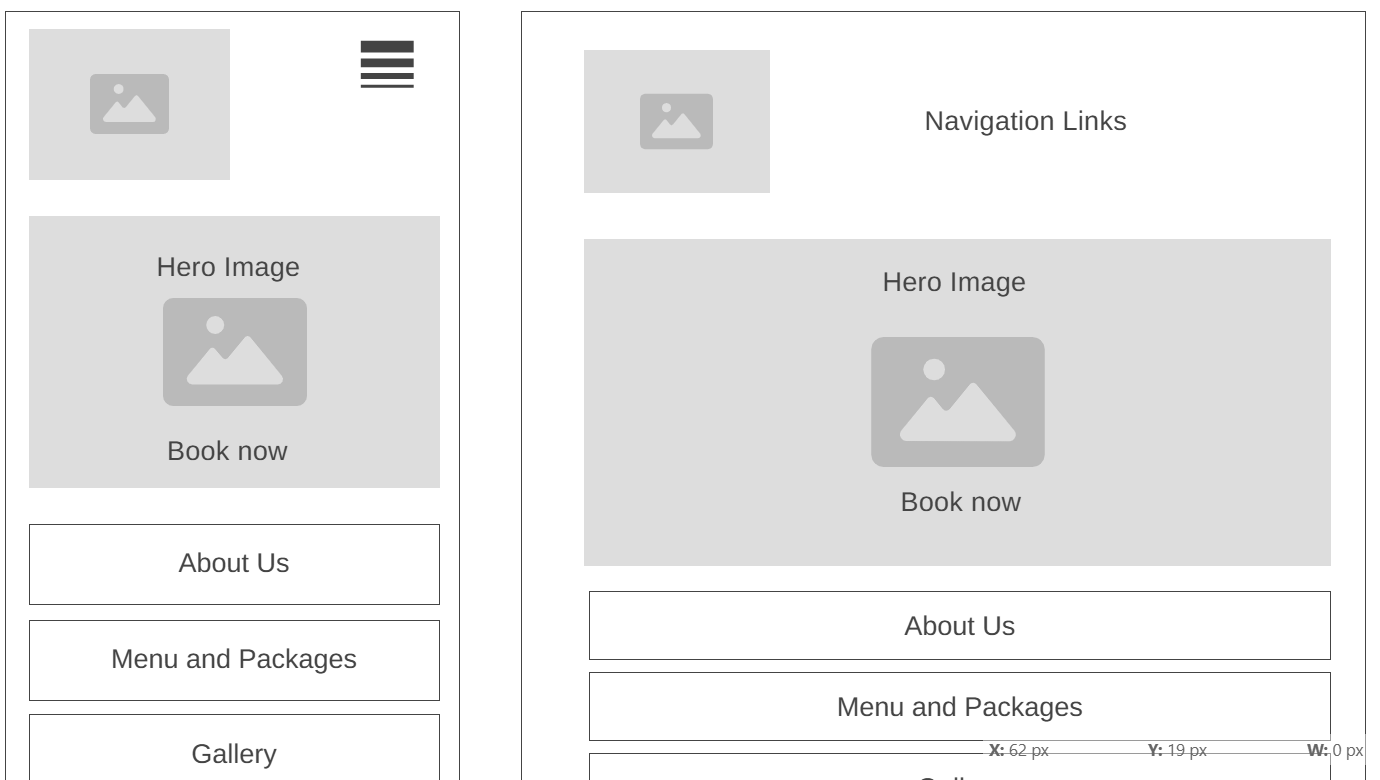 Hero Image
Book now
About Us
Menu and Packages
Gallery
Navigation Links
Hero Image
Book now
About Us
Menu and Packages
X: 62 px Y: 19 px W: 0 px